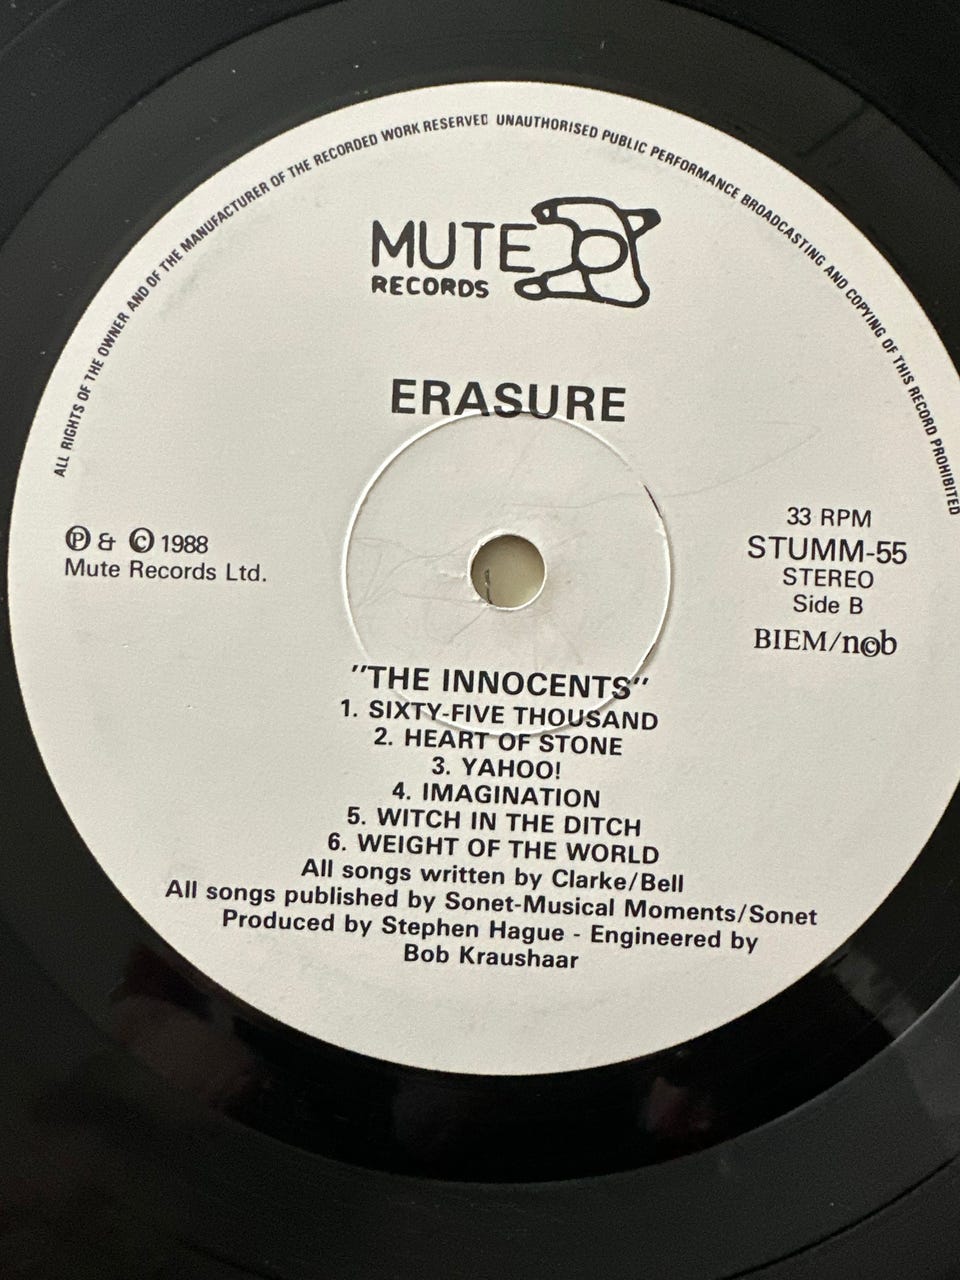 ALL RIGHTS OF THE OWNER AND OF THE MANUFACTURER OF THE RECORDED WORK RESERVED UNAUTHORISED PUBLIC PERFORMANCE BROADCASTING AND COPYING OF THIS RECORD PROHIBITED
MUTE
RECORDS
ERASURE
℗ & © 1988
Mute Records Ltd.
33 RPM
STUMM-55
STEREO
Side B
BIEM/ncb
"THE INNOCENTS"
1. SIXTY-FIVE THOUSAND
2. HEART OF STONE
3. YAHOO!
4. IMAGINATION
5. WITCH IN THE DITCH
6. WEIGHT OF THE WORLD
All songs written by Clarke/Bell
All songs published by Sonet-Musical Moments/Sonet
Produced by Stephen Hague - Engineered by
Bob Kraushaar